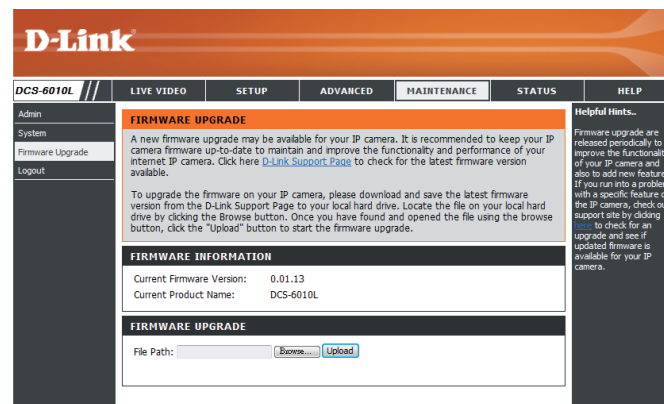 D-Link
DCS-6010L
LIVE VIDEO
SETUP
ADVANCED
MAINTENANCE
STATUS
HELP
Admin
System
Firmware Upgrade
Logout
FIRMWARE UPGRADE
A new firmware upgrade may be available for your IP camera. It is recommended to keep your IP
camera firmware up-to-date to maintain and improve the functionality and performance of your
internet IP camera. Click here D-Link Support Page to check for the latest firmware version
available.
To upgrade the firmware on your IP camera, please download and save the latest firmware
version from the D-Link Support Page to your local hard drive. Locate the file on your local hard
drive by clicking the Browse button. Once you have found and opened the file using the browse
button, click the "Upload" button to start the firmware upgrade.
FIRMWARE INFORMATION
Current Firmware Version: 0.01.13
Current Product Name: DCS-6010L
FIRMWARE UPGRADE
File Path: Browse... Upload
Helpful Hints..
Firmware upgrade are
released periodically to
improve the functionalit
of your IP camera and
also to add new feature
If you run into a problem
with a specific feature o
the IP camera, check ou
support site by clicking
here to check for an
upgrade and see if
updated firmware is
available for your IP
camera.